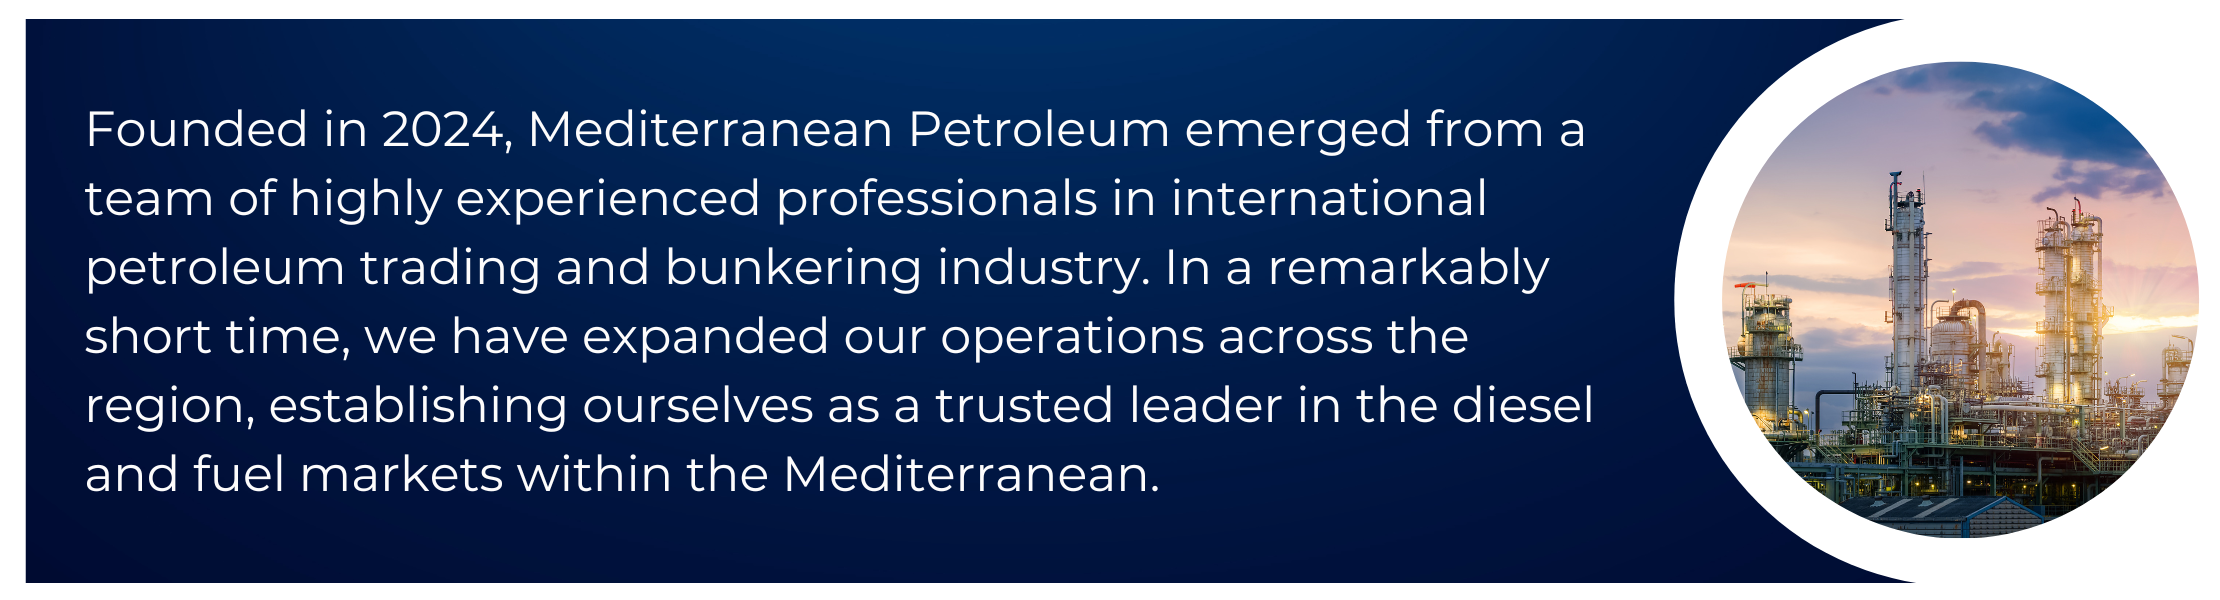 Founded in 2024, Mediterranean Petroleum emerged from a
team of highly experienced professionals in international
petroleum trading and bunkering industry. In a remarkably
short time, we have expanded our operations across the
region, establishing ourselves as a trusted leader in the diesel
and fuel markets within the Mediterranean.